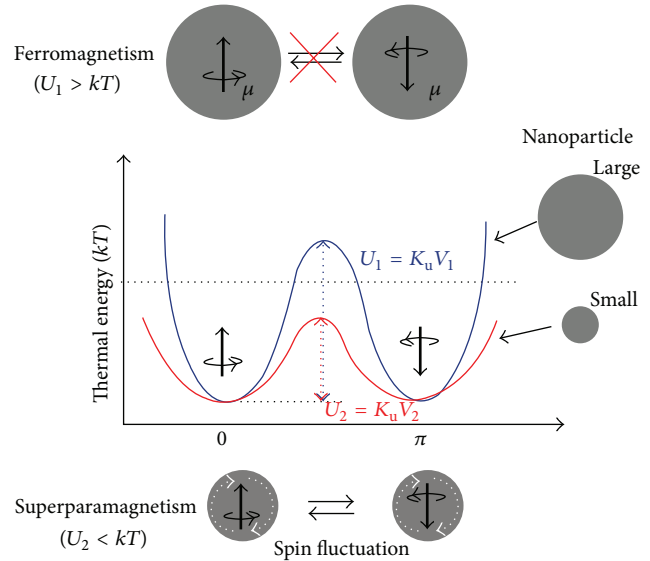 Ferromagnetism
(U₁ > kT)
μ
μ
Nanoparticle
Large
Thermal energy (kT)
U₁ = KᵤV₁
Small
U₂ = KᵤV₂
0
π
Superparamagnetism
(U₂ < kT)
Spin fluctuation